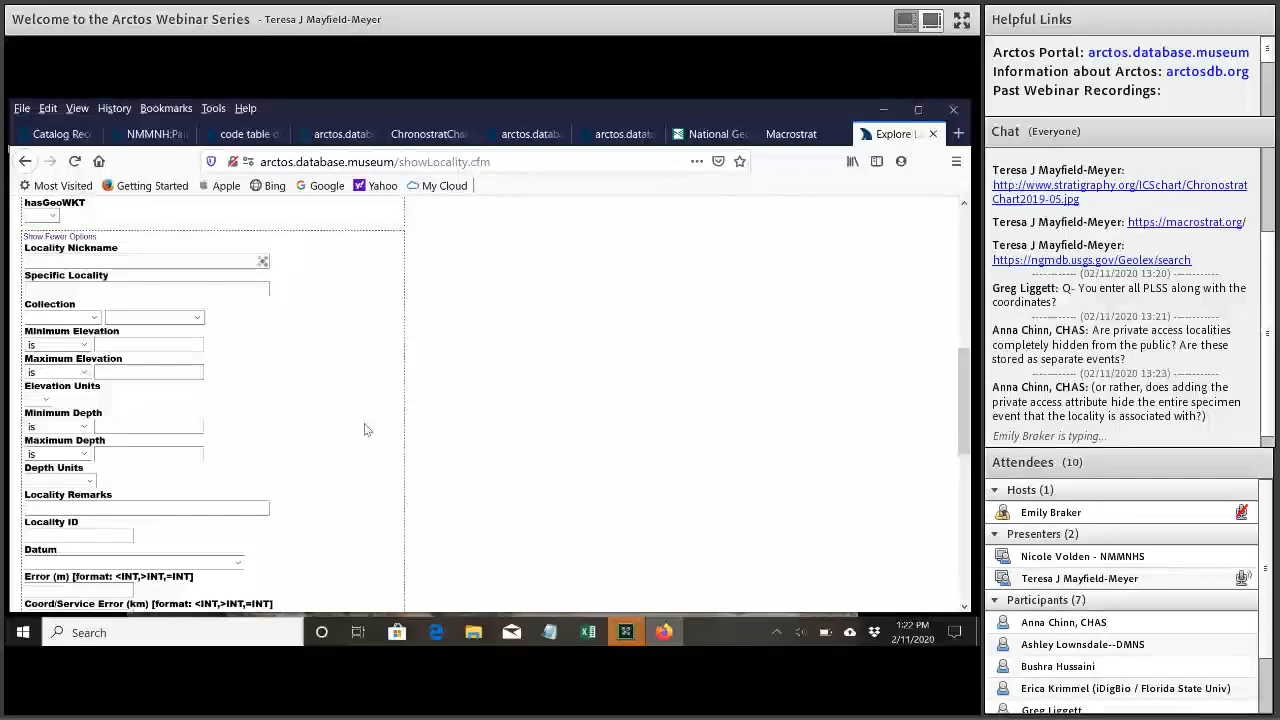 Welcome to the Arctos Webinar Series - Teresa J Mayfield-Meyer
File Edit View History Bookmarks Tools Help
Catalog Rec NMMNH:Pa code table d arctos.datab ChronostratCha arctos.datab arctos.datab National Ge Macrostrat Explore L
arctos.database.museum/showLocality.cfm
Most Visited Getting Started Apple Bing Google Yahoo My Cloud
hasGeoWKT
Show Fewer Options
Locality Nickname
Specific Locality
Collection
Minimum Elevation
is
Maximum Elevation
is
Elevation Units
Minimum Depth
is
Maximum Depth
is
Depth Units
Locality Remarks
Locality ID
Datum
Error (m) [format: <INT,>INT,=INT]
Coord/Service Error (km) [format: <INT,>INT,=INT]
Search
1:22 PM
2/11/2020
Helpful Links
Arctos Portal: arctos.database.museum
Information about Arctos: arctosdb.org
Past Webinar Recordings:
Chat (Everyone)
Teresa J Mayfield-Meyer:
http://www.stratigraphy.org/ICSchart/Chronostrat
Chart2019-05.jpg
Teresa J Mayfield-Meyer: https://macrostrat.org/
Teresa J Mayfield-Meyer:
https://ngmdb.usgs.gov/Geolex/search
------------ (02/11/2020 13:20) ------------
Greg Liggett: Q- You enter all PLSS along with the
coordinates?
------------ (02/11/2020 13:21) ------------
Anna Chinn, CHAS: Are private access localities
completely hidden from the public? Are these
stored as separate events?
------------ (02/11/2020 13:23) ------------
Anna Chinn, CHAS: (or rather, does adding the
private access attribute hide the entire specimen
event that the locality is associated with?)
Emily Braker is typing...
Attendees (10)
Hosts (1)
Emily Braker
Presenters (2)
Nicole Volden - NMMNHS
Teresa J Mayfield-Meyer
Participants (7)
Anna Chinn, CHAS
Ashley Lownsdale--DMNS
Bushra Hussaini
Erica Krimmel (iDigBio / Florida State Univ)
Greg Liggett